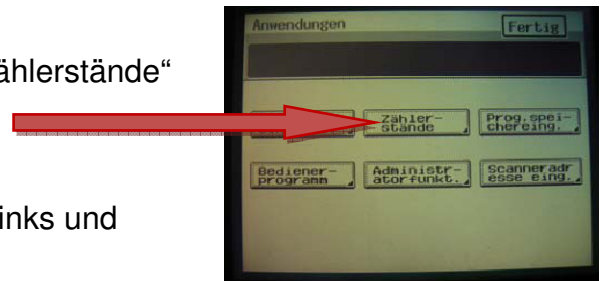 ählerstände“
inks und
Anwendungen
Fertig
Zähler-
stände
Prog.spei-
chereing.
Bediener-
programm
Administr-
atorfunkt.
Scanneradr
esse eing.